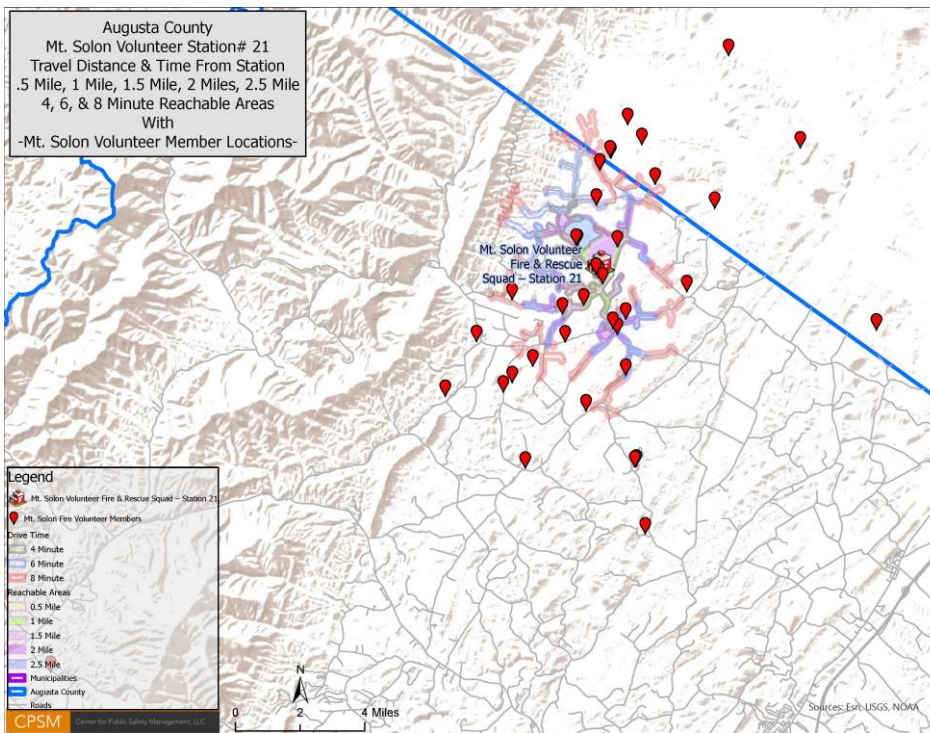 Augusta County
Mt. Solon Volunteer Station# 21
Travel Distance & Time From Station
.5 Mile, 1 Mile, 1.5 Mile, 2 Miles, 2.5 Mile
4, 6, & 8 Minute Reachable Areas
With
-Mt. Solon Volunteer Member Locations-
Mt. Solon Volunteer
Fire & Rescue
Squad – Station 21
Legend
Mt. Solon Volunteer Fire & Rescue Squad – Station 21
Mt. Solon Fire Volunteer Members
Drive Time
4 Minute
6 Minute
8 Minute
Reachable Areas
0.5 Mile
1 Mile
1.5 Mile
2 Mile
2.5 Mile
Municipalities
Augusta County
Roads
CPSM
Center for Public Safety Management, LLC.
N
0 2 4 Miles
Sources: Esri, USGS, NOAA